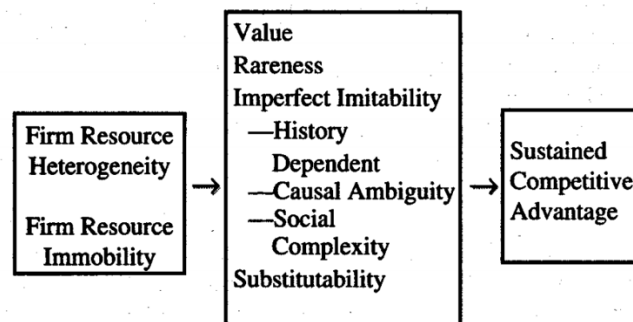 Firm Resource
Heterogeneity
Firm Resource
Immobility
Value
Rareness
Imperfect Imitability
—History
Dependent
—Causal Ambiguity
—Social
Complexity
Substitutability
Sustained
Competitive
Advantage